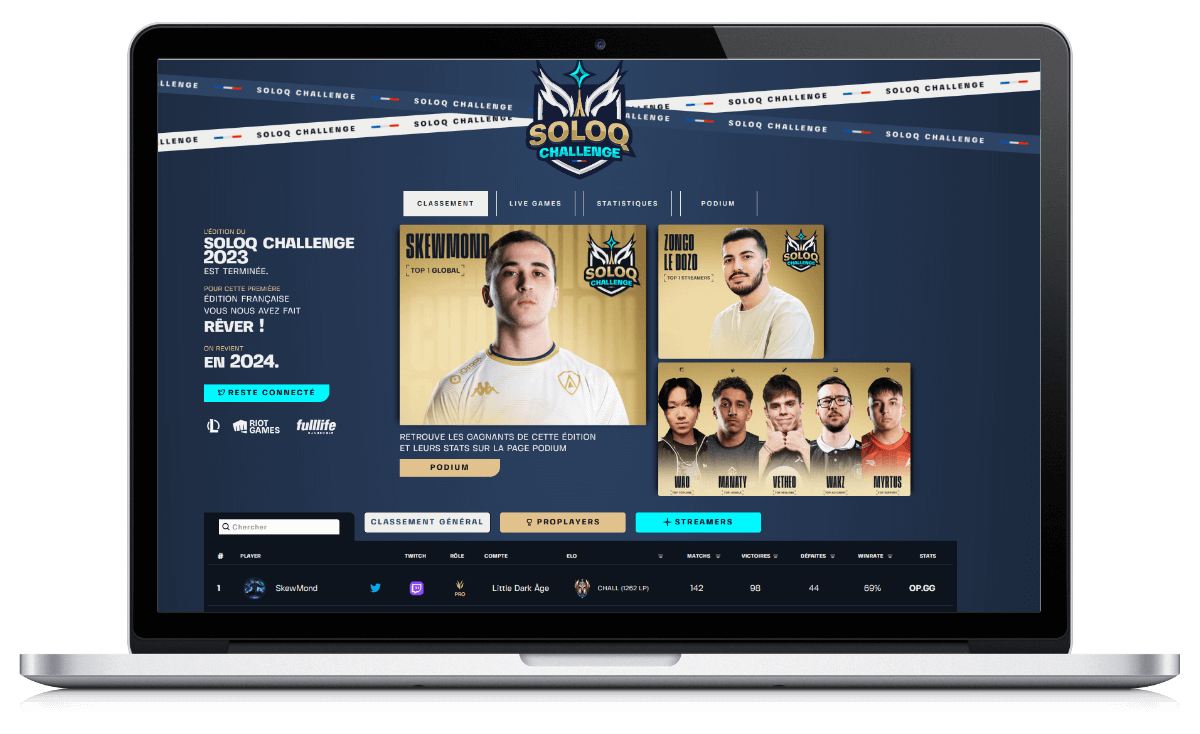 LLENGE
SOLOQ CHALLENGE
SOLOQ CHALLENGE
LLENGE
SOLOQ CHALLENGE
SOLOQ CHALLENGE
LENGE
SOLOQ CHALLENGE
SOLOQ CHALLENGE
ALLENGE
SOLOQ CHALLENGE
SOLOQ CHALLENGE
SOLOQ
CHALLENGE
CLASSEMENT
LIVE GAMES
STATISTIQUES
PODIUM
L'ÉDITION DU
SOLOQ CHALLENGE
2023
EST TERMINÉE.
POUR CETTE PREMIÈRE
ÉDITION FRANÇAISE
VOUS NOUS AVEZ FAIT
RÊVER !
ON REVIENT
EN 2024.
RESTE CONNECTÉ
RIOT
GAMES
fulllife
SKEWMOND
TOP 1 GLOBAL
SOLOQ
CHALLENGE
RETROUVE LES GAGNANTS DE CETTE ÉDITION
ET LEURS STATS SUR LA PAGE PODIUM
PODIUM
ZONGO
LE DOZO
TOP 1 STREAMERS
SOLOQ
CHALLENGE
WAO
MANATY
VETHEO
WAKZ
MYRTUS
Chercher
CLASSEMENT GÉNÉRAL
PROPLAYERS
STREAMERS
# PLAYER TWITCH RÔLE COMPTE ELO MATCHS VICTOIRES DÉFAITES WINRATE STATS
1 SkewMond PRO Little Dark Âge CHALL (1262 LP) 142 98 44 69% OP.GG